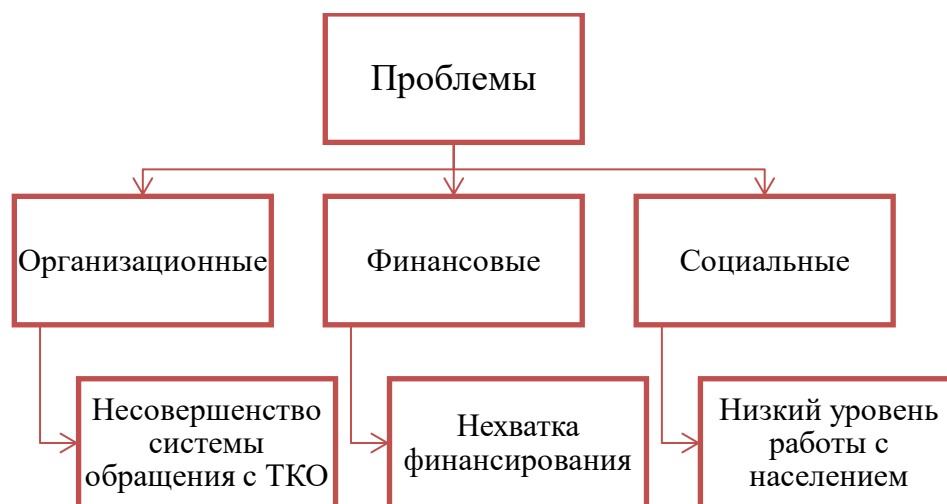 Проблемы
Организационные
Финансовые
Социальные
Несовершенство
системы
обращения с ТКО
Нехватка
финансирования
Низкий уровень
работы с
населением